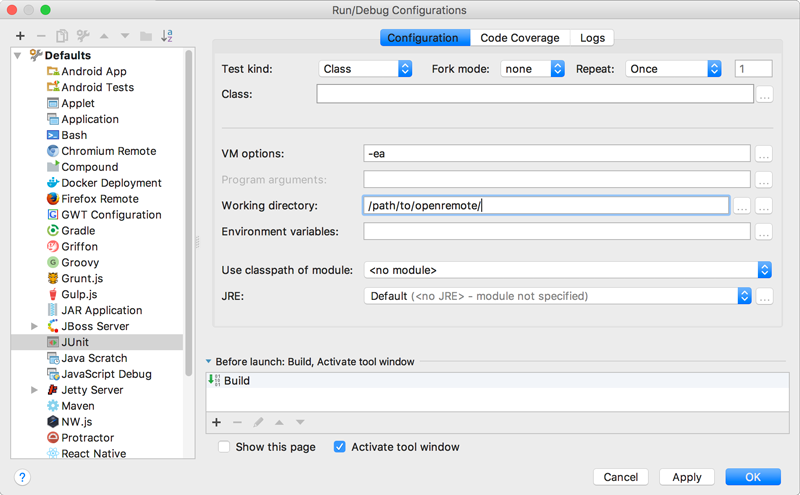 Run/Debug Configurations
Defaults
Android App
Android Tests
Applet
Application
Bash
Chromium Remote
Compound
Docker Deployment
Firefox Remote
GWT Configuration
Gradle
Griffon
Groovy
Grunt.js
Gulp.js
JAR Application
JBoss Server
JUnit
Java Scratch
JavaScript Debug
Jetty Server
Maven
NW.js
Protractor
React Native
Configuration Code Coverage Logs
Test kind: Class Fork mode: none Repeat: Once 1
Class: ...
VM options: -ea ...
Program arguments: ...
Working directory: /path/to/openremote/ ... ...
Environment variables: ...
Use classpath of module: <no module>
JRE: Default (<no JRE> - module not specified) ...
Before launch: Build, Activate tool window
Build
Show this page Activate tool window
? Cancel Apply OK